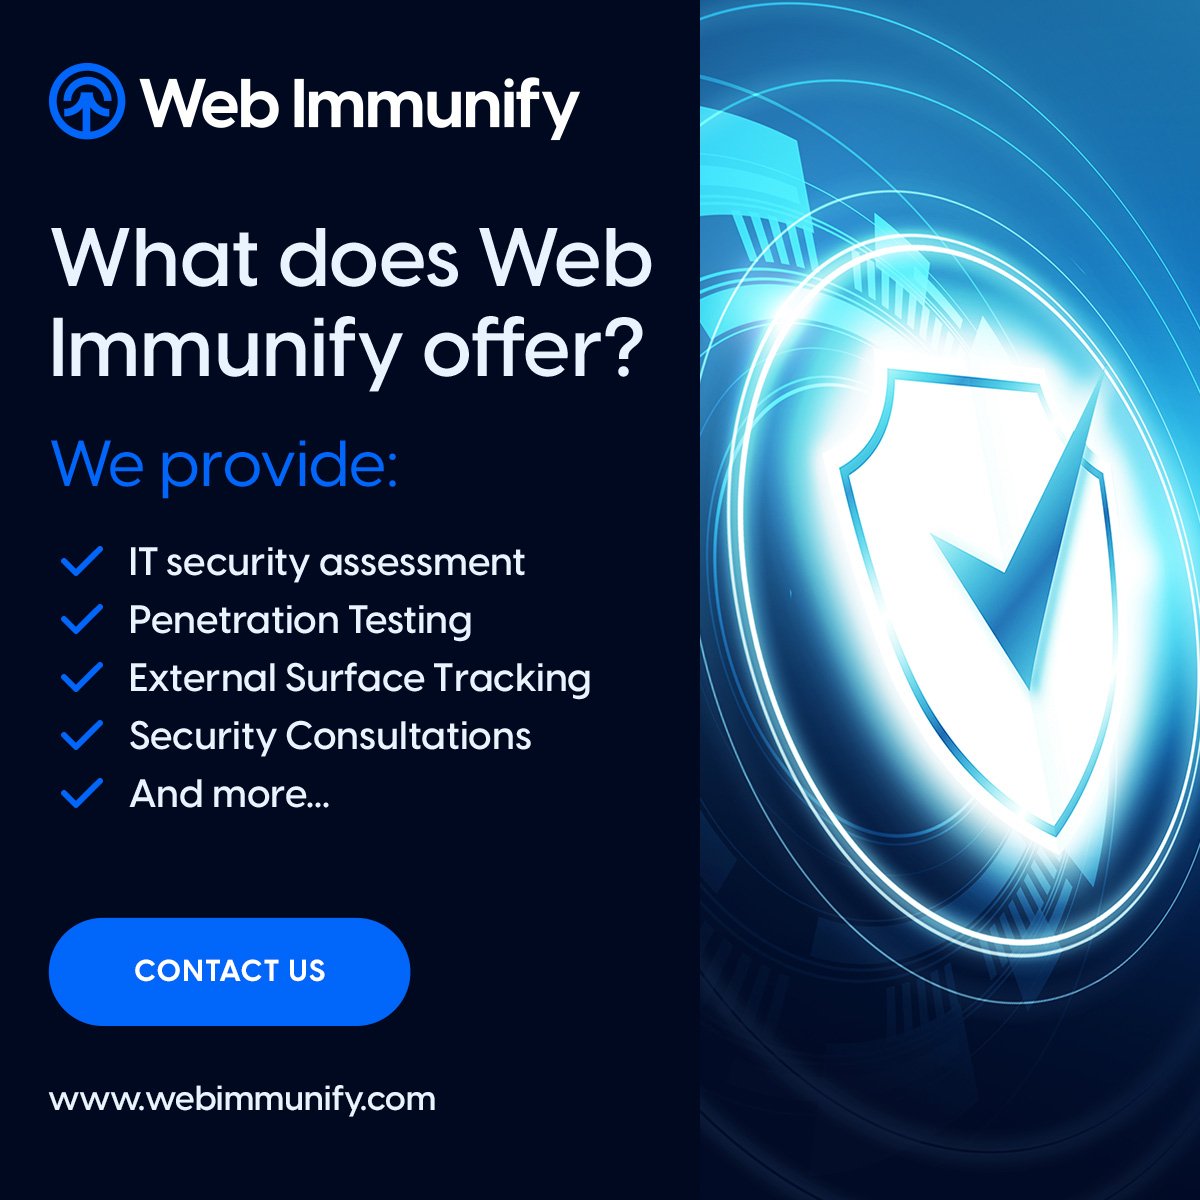 Web Immunify
What does Web
Immunify offer?
We provide:
IT security assessment
Penetration Testing
External Surface Tracking
Security Consultations
And more...
CONTACT US
www.webimmunify.com